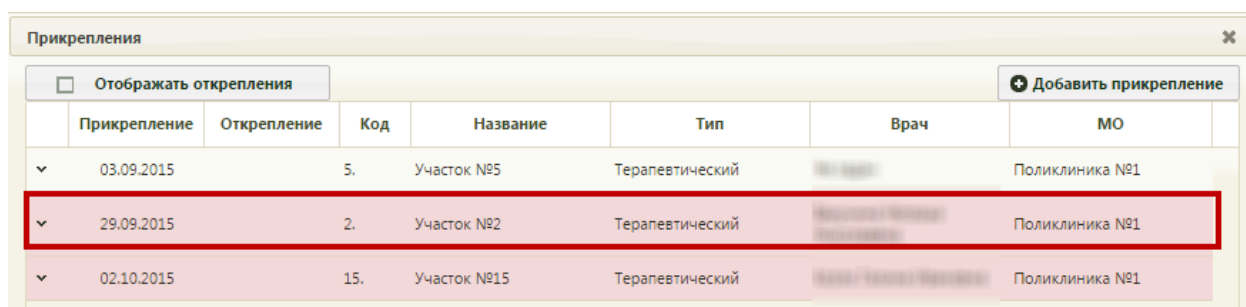 Прикрепления
Отображать открепления Добавить прикрепление
Прикрепление Открепление Код Название Тип Врач МО
03.09.2015 5. Участок №5 Терапевтический Поликлиника №1
29.09.2015 2. Участок №2 Терапевтический Поликлиника №1
02.10.2015 15. Участок №15 Терапевтический Поликлиника №1